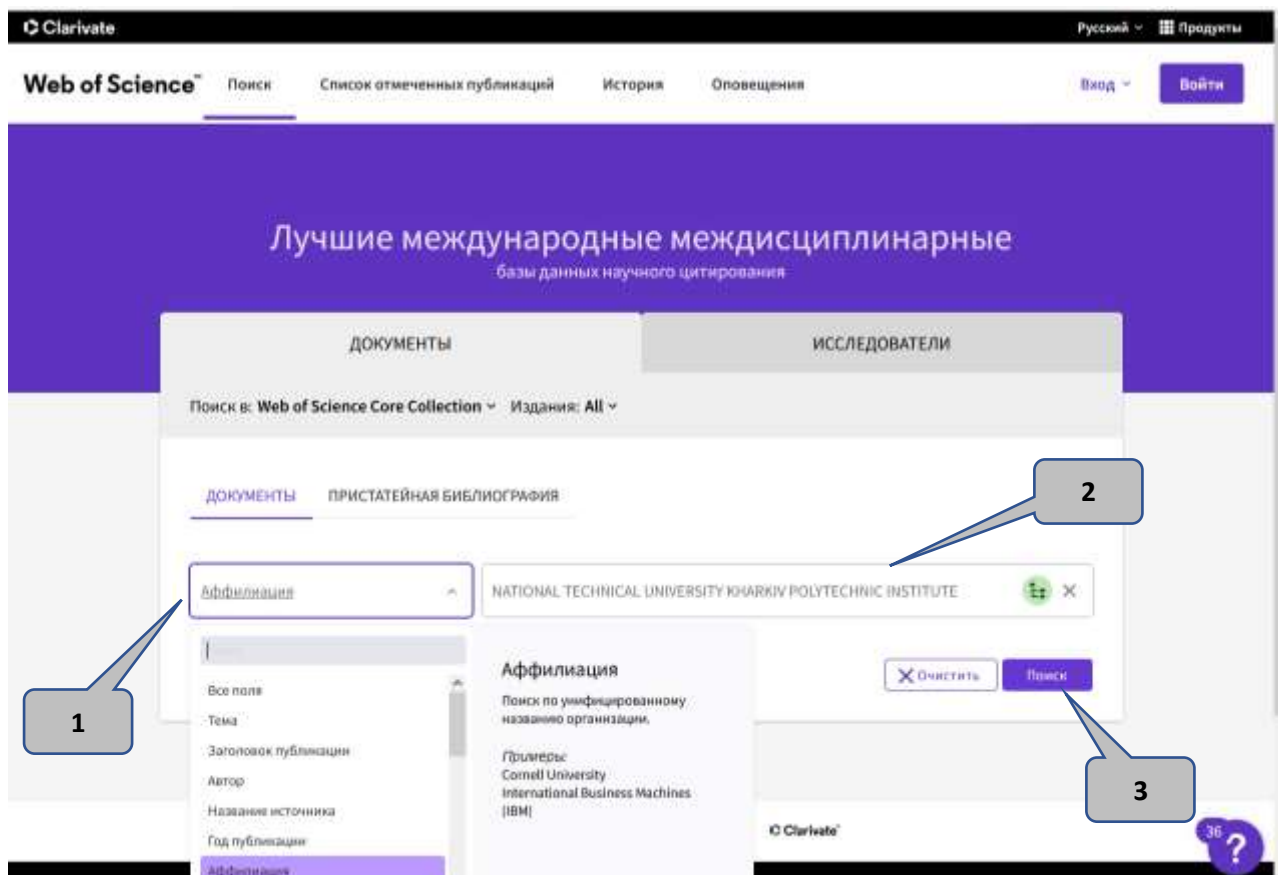 Clarivate
Русский
Продукты
Web of Science™
Поиск
Список отмеченных публикаций
История
Оповещения
Вход
Войти
Лучшие международные междисциплинарные
базы данных научного цитирования
ДОКУМЕНТЫ
ИССЛЕДОВАТЕЛИ
Поиск в: Web of Science Core Collection
Издания: All
ДОКУМЕНТЫ
ПРИСТАТЕЙНАЯ БИБЛИОГРАФИЯ
2
Аффилиация
NATIONAL TECHNICAL UNIVERSITY KHARKIV POLYTECHNIC INSTITUTE
1
Все поля
Тема
Заголовок публикации
Автор
Название источника
Год публикации
Аффилиация
Аффилиация
Поиск по унифицированному
названию организации.
Примеры:
Cornell University
International Business Machines
(IBM)
Очистить
Поиск
3
Clarivate™
36
?